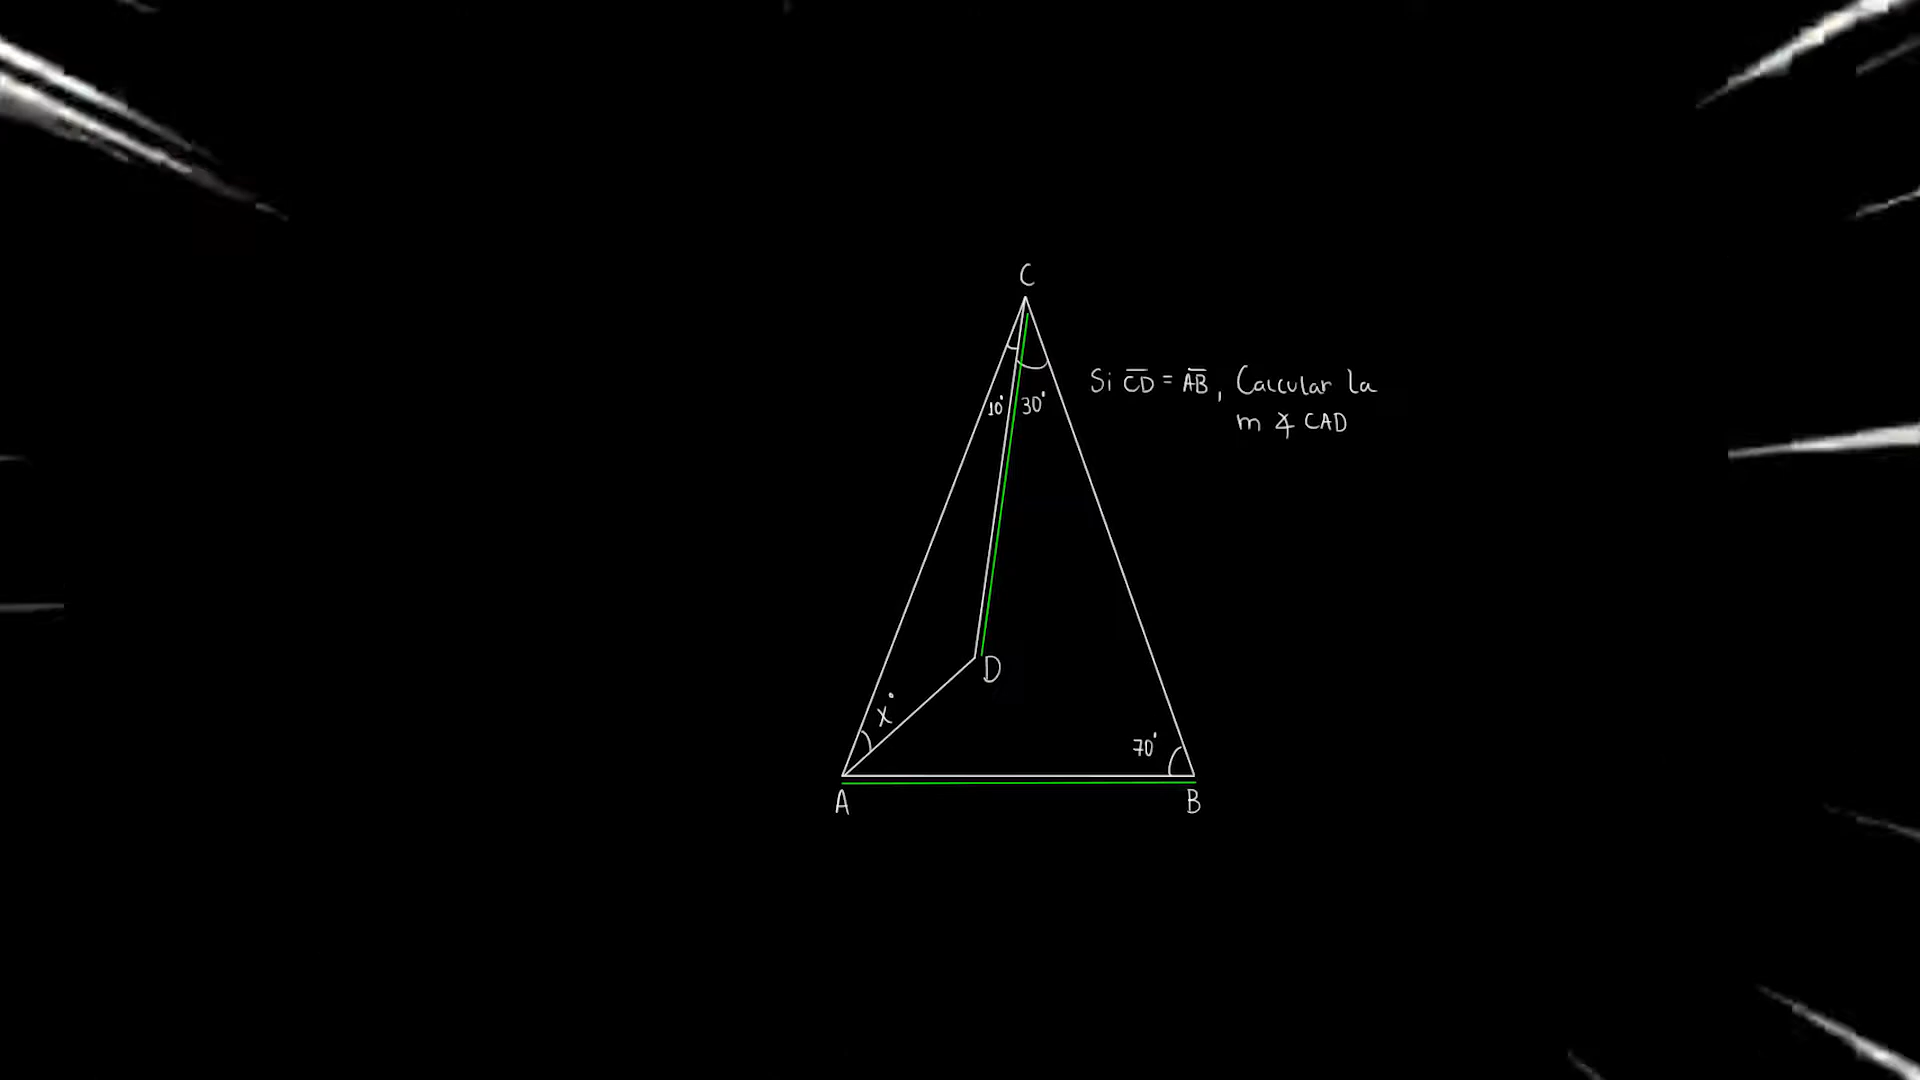 C
Si CD = AB, Calcular la
m ∡ CAD
10° 30°
D
x°
70°
A B